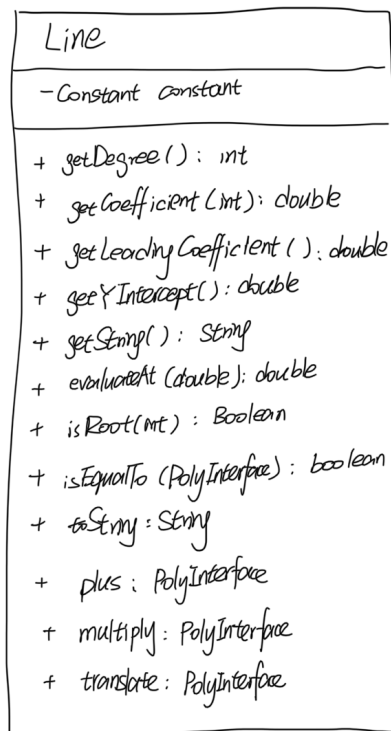 Line
-Constant constant
+ getDegree(): int
+ getCoefficient(int): double
+ getLeadingCoefficient(): double
+ getYIntercept(): double
+ getString(): String
+ evaluateAt(double): double
+ isRoot(int): Boolean
+ isEqualTo(PolyInterface): boolean
+ toString: String
+ plus: PolyInterface
+ multiply: PolyInterface
+ translate: PolyInterface